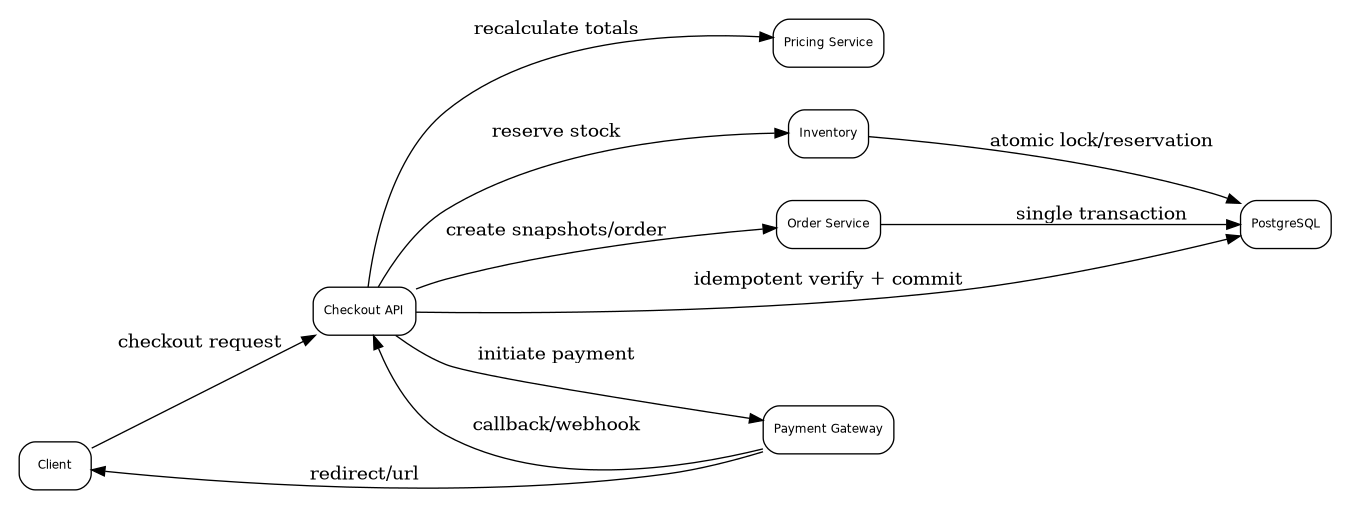 recalculate totals
Pricing Service
reserve stock
Inventory
atomic lock/reservation
create snapshots/order
Order Service
single transaction
PostgreSQL
idempotent verify + commit
Checkout API
checkout request
initiate payment
callback/webhook
Payment Gateway
Client
redirect/url